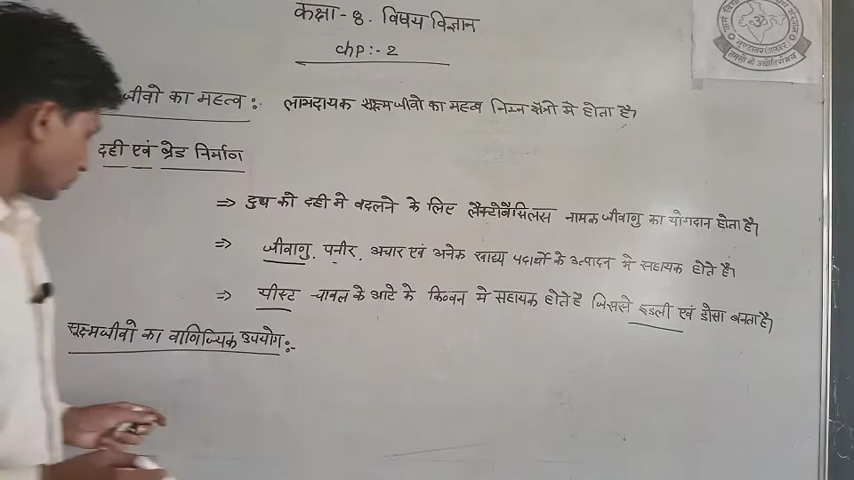 कक्षा - 8. विषय विज्ञान
chp :- 2
जीवो का महत्व :- लाभदायक सूक्ष्मजीवो का महत्व निम्न क्षेत्रो मे होता है।
दही एवं ब्रेड निर्माण
⇒ दुध को दही मे बदलने के लिए लैक्टोबैसिलस नामक जीवाणु का योगदान होता है।
⇒ जीवाणु, पनीर, अचार एवं अनेक खाद्य पदार्थो के उत्पादन मे सहायक होते है।
⇒ यीस्ट चावल के आटे के किण्वन मे सहायक होते है जिससे इडली एवं डोसा बनता है।
सूक्ष्मजीवो का वाणिज्यिक उपयोग :-